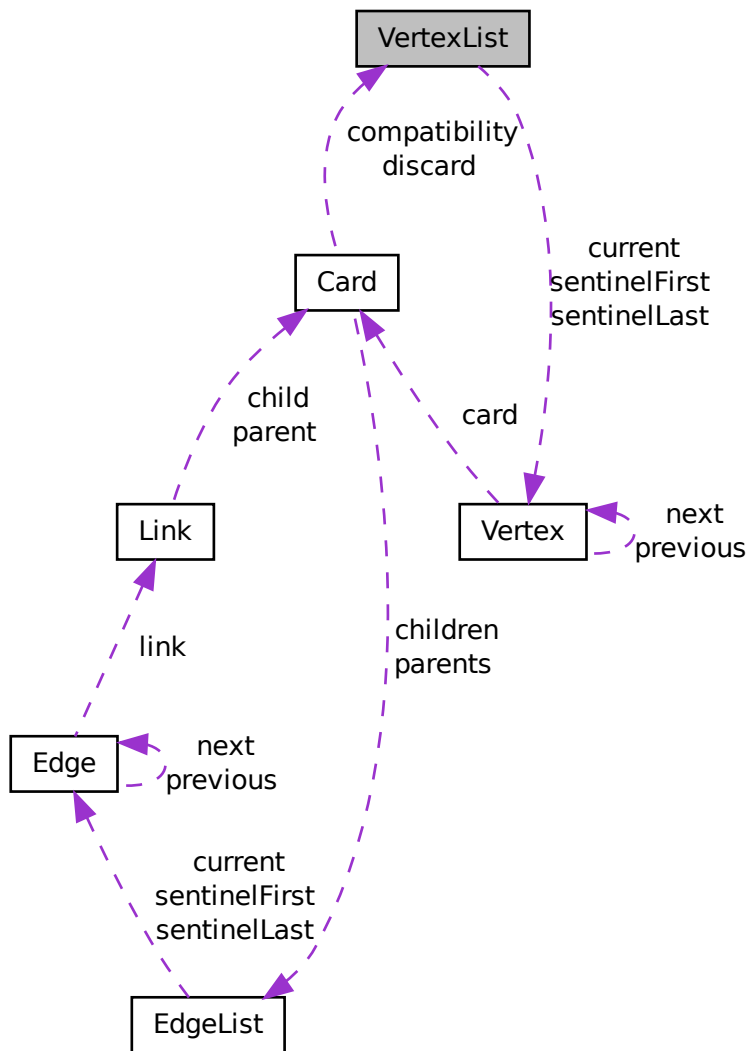 VertexList
compatibility
discard
current
sentinelFirst
sentinelLast
Card
child
parent
card
Link
Vertex
next
previous
children
parents
link
Edge
next
previous
current
sentinelFirst
sentinelLast
EdgeList